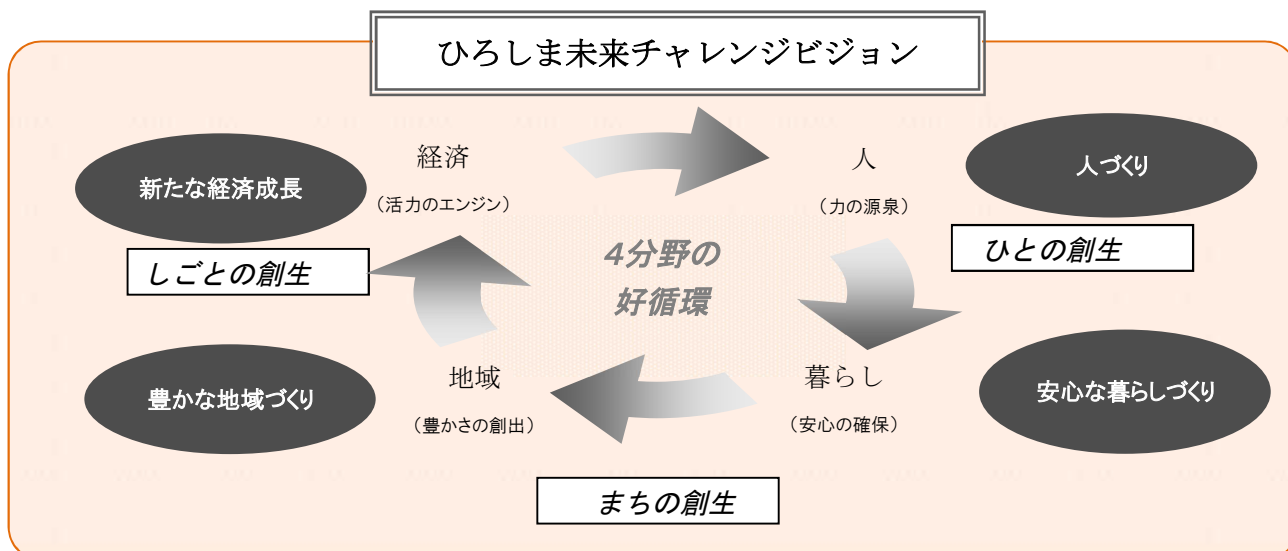 ひろしま未来チャレンジビジョン
新たな経済成長
経済
(活力のエンジン)
人
(力の源泉)
人づくり
しごとの創生
4分野の
好循環
ひとの創生
豊かな地域づくり
地域
(豊かさの創出)
暮らし
(安心の確保)
安心な暮らしづくり
まちの創生